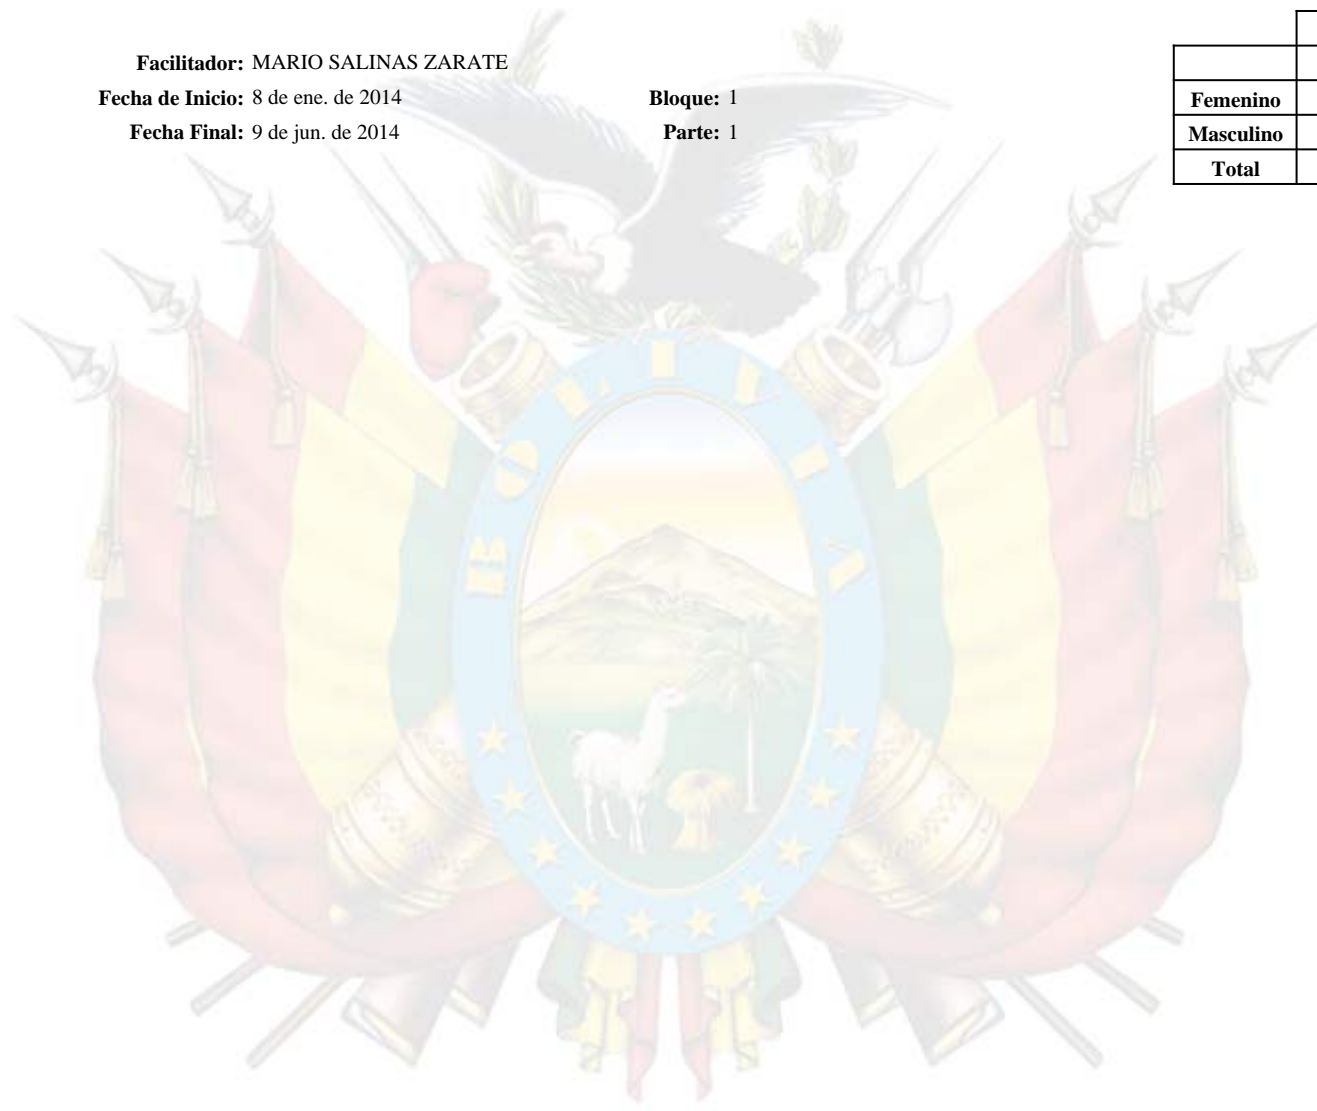 Facilitador: MARIO SALINAS ZARATE
Fecha de Inicio: 8 de ene. de 2014
Bloque: 1
Fecha Final: 9 de jun. de 2014
Parte: 1
Femenino
Masculino
Total
BOLIVIA